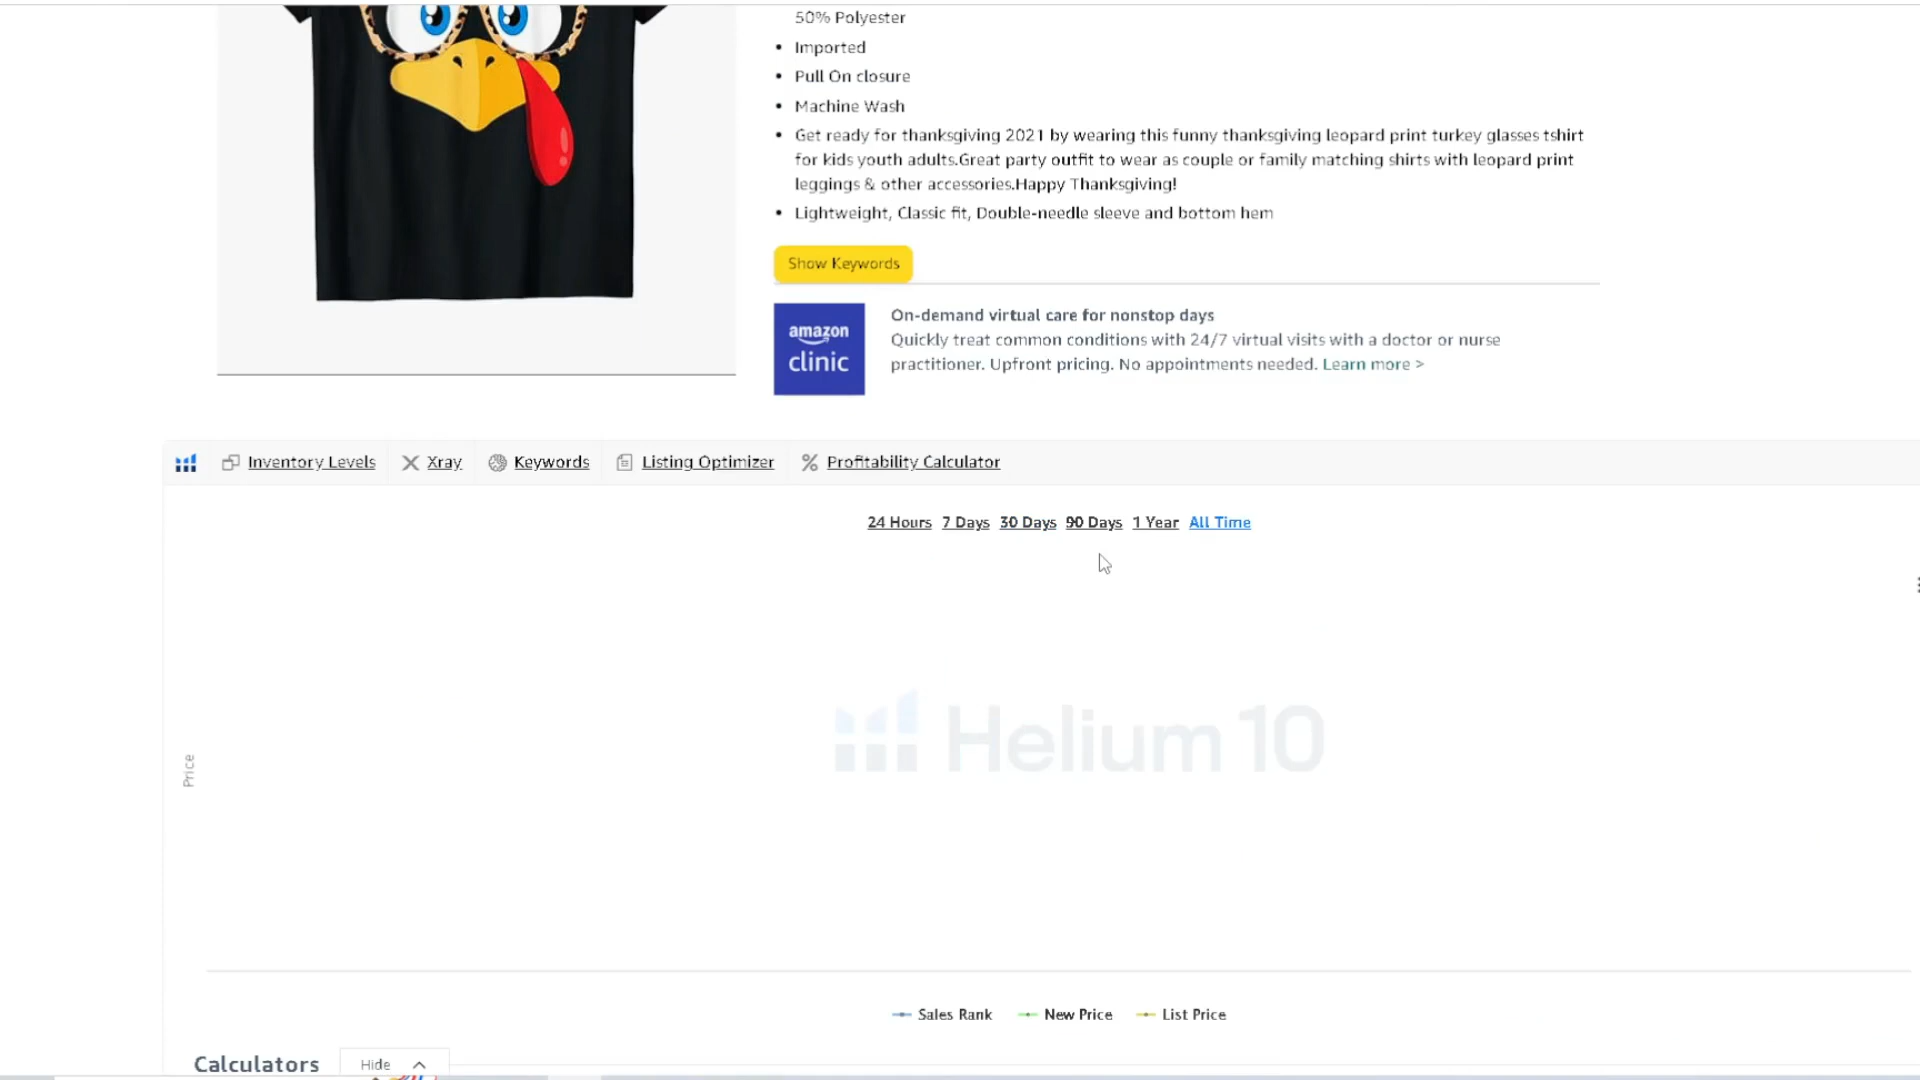 50% Polyester
• Imported
• Pull On closure
• Machine Wash
• Get ready for thanksgiving 2021 by wearing this funny thanksgiving leopard print turkey glasses tshirt
for kids youth adults.Great party outfit to wear as couple or family matching shirts with leopard print
leggings & other accessories.Happy Thanksgiving!
• Lightweight, Classic fit, Double-needle sleeve and bottom hem
Show Keywords
amazon
clinic
On-demand virtual care for nonstop days
Quickly treat common conditions with 24/7 virtual visits with a doctor or nurse
practitioner. Upfront pricing. No appointments needed. Learn more >
Inventory Levels Xray Keywords Listing Optimizer Profitability Calculator
24 Hours 7 Days 30 Days 90 Days 1 Year All Time
Helium 10
Price
Sales Rank New Price List Price
Calculators Hide